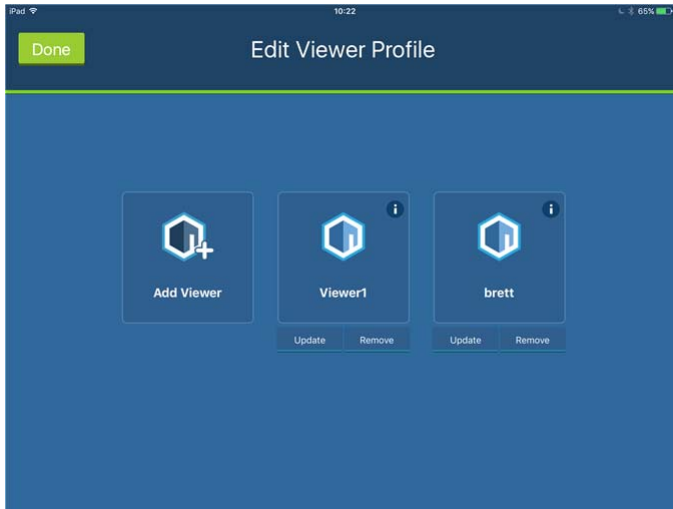 iPad 10:22 65%
Done Edit Viewer Profile
i i
Add Viewer Viewer1 brett
Update Remove Update Remove